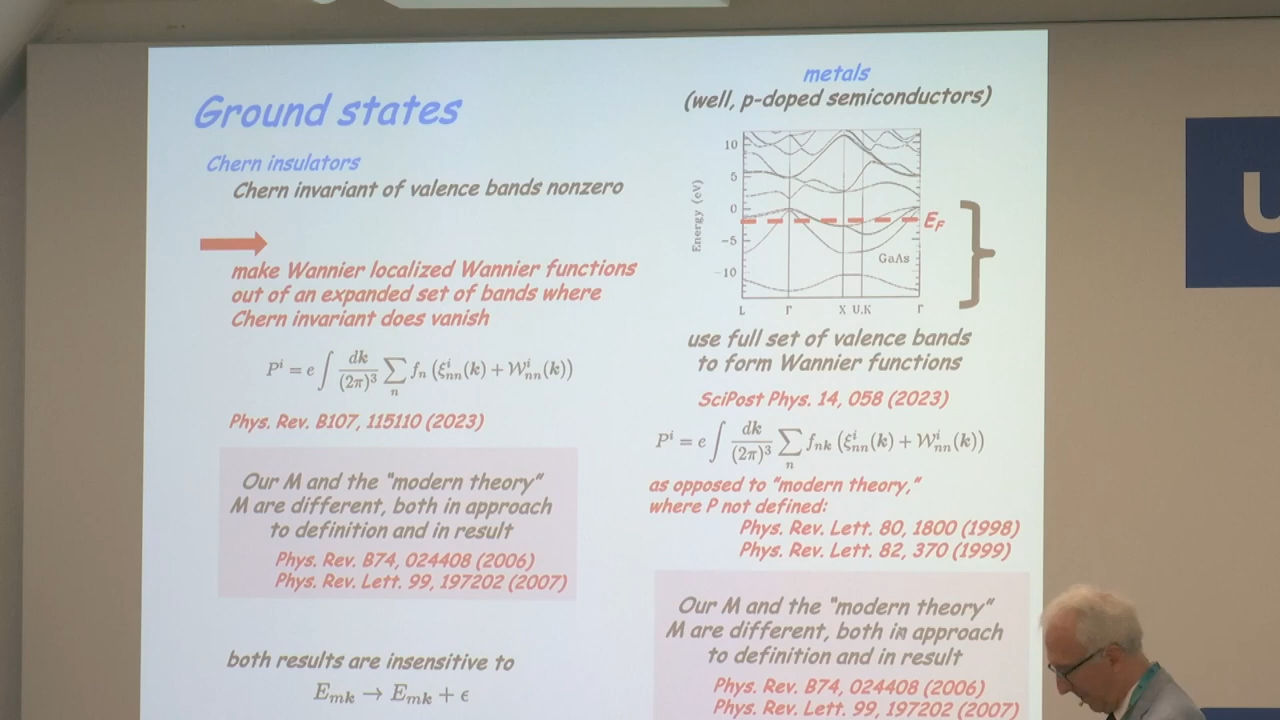 Ground states
Chern insulators
Chern invariant of valence bands nonzero
make Wannier localized Wannier functions
out of an expanded set of bands where
Chern invariant does vanish
P^i = e ∫ dk/(2π)^3 ∑_n f_n (ξ^i_nn(k) + W^i_nn(k))
Phys. Rev. B107, 115110 (2023)
Our M and the "modern theory"
M are different, both in approach
to definition and in result
Phys. Rev. B74, 024408 (2006)
Phys. Rev. Lett. 99, 197202 (2007)
both results are insensitive to
E_mk → E_mk + ϵ
metals
(well, p-doped semiconductors)
Energy (eV)
10
5
0
-5
-10
E_F
GaAs
L Γ X U,K Γ
use full set of valence bands
to form Wannier functions
SciPost Phys. 14, 058 (2023)
P^i = e ∫ dk/(2π)^3 ∑_n f_nk (ξ^i_nn(k) + W^i_nn(k))
as opposed to "modern theory,"
where P not defined:
Phys. Rev. Lett. 80, 1800 (1998)
Phys. Rev. Lett. 82, 370 (1999)
Our M and the "modern theory"
M are different, both in approach
to definition and in result
Phys. Rev. B74, 024408 (2006)
Phys. Rev. Lett. 99, 197202 (2007)